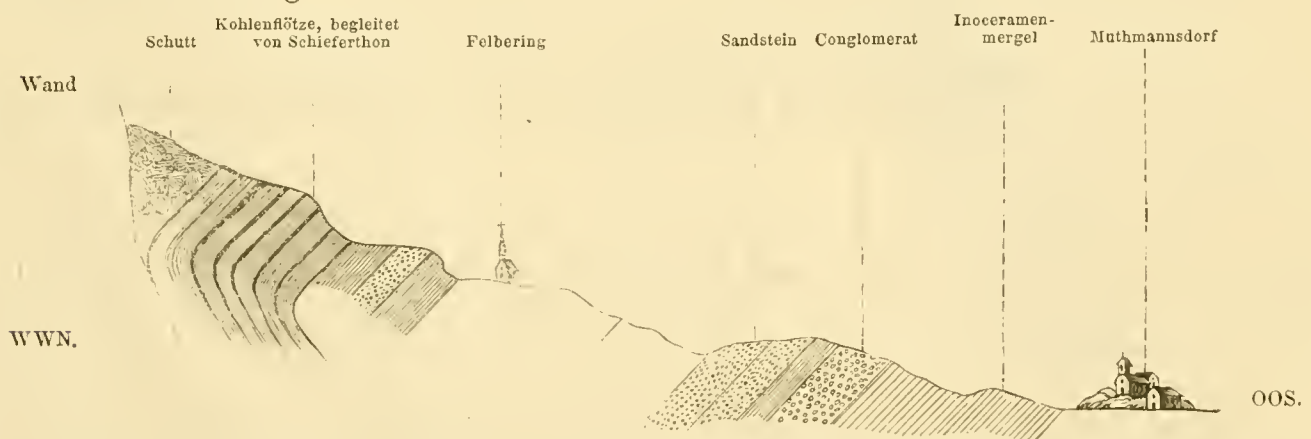 Schutt
Kohlenflötze, begleitet
von Schieferthon
Felbering
Sandstein
Conglomerat
Inoceramen-
mergel
Muthmannsdorf
Wand
WWN.
OOS.